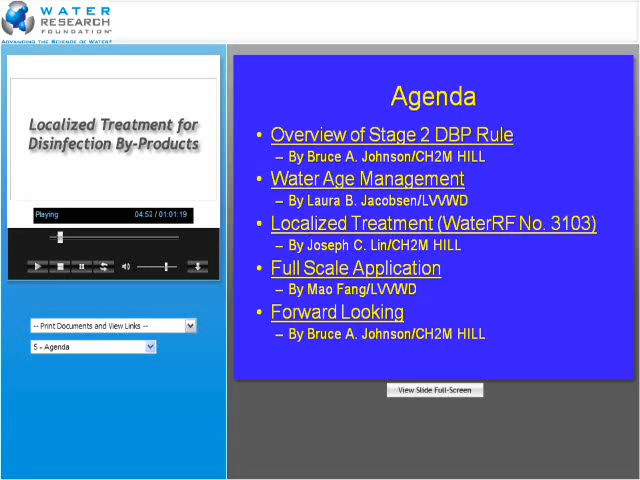 WATER
RESEARCH
FOUNDATION
ADVANCING THE SCIENCE OF WATER
Localized Treatment for
Disinfection By-Products
Playing 04:52 / 01:01:19
-- Print Documents and View Links --
5 - Agenda
Agenda
• Overview of Stage 2 DBP Rule
– By Bruce A. Johnson/CH2M HILL
• Water Age Management
– By Laura B. Jacobsen/LVVWD
• Localized Treatment (WaterRF No. 3103)
– By Joseph C. Lin/CH2M HILL
• Full Scale Application
– By Mao Fang/LVVWD
• Forward Looking
– By Bruce A. Johnson/CH2M HILL
View Slide Full-Screen